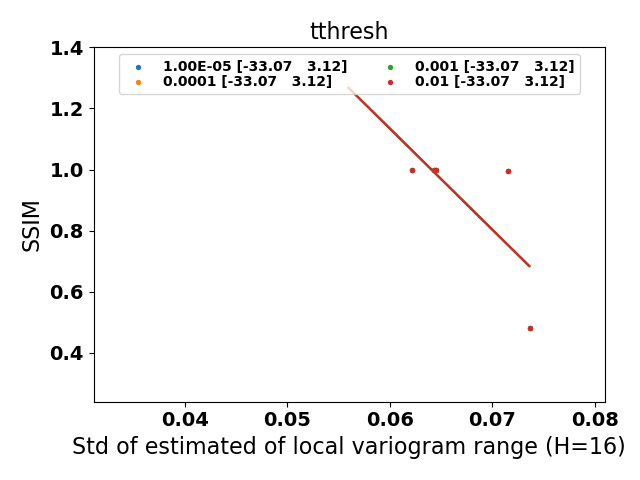 tthresh
1.00E-05 [-33.07   3.12]
0.0001 [-33.07   3.12]
0.001 [-33.07   3.12]
0.01 [-33.07   3.12]
SSIM
1.4
1.2
1.0
0.8
0.6
0.4
0.04 0.05 0.06 0.07 0.08
Std of estimated of local variogram range (H=16)